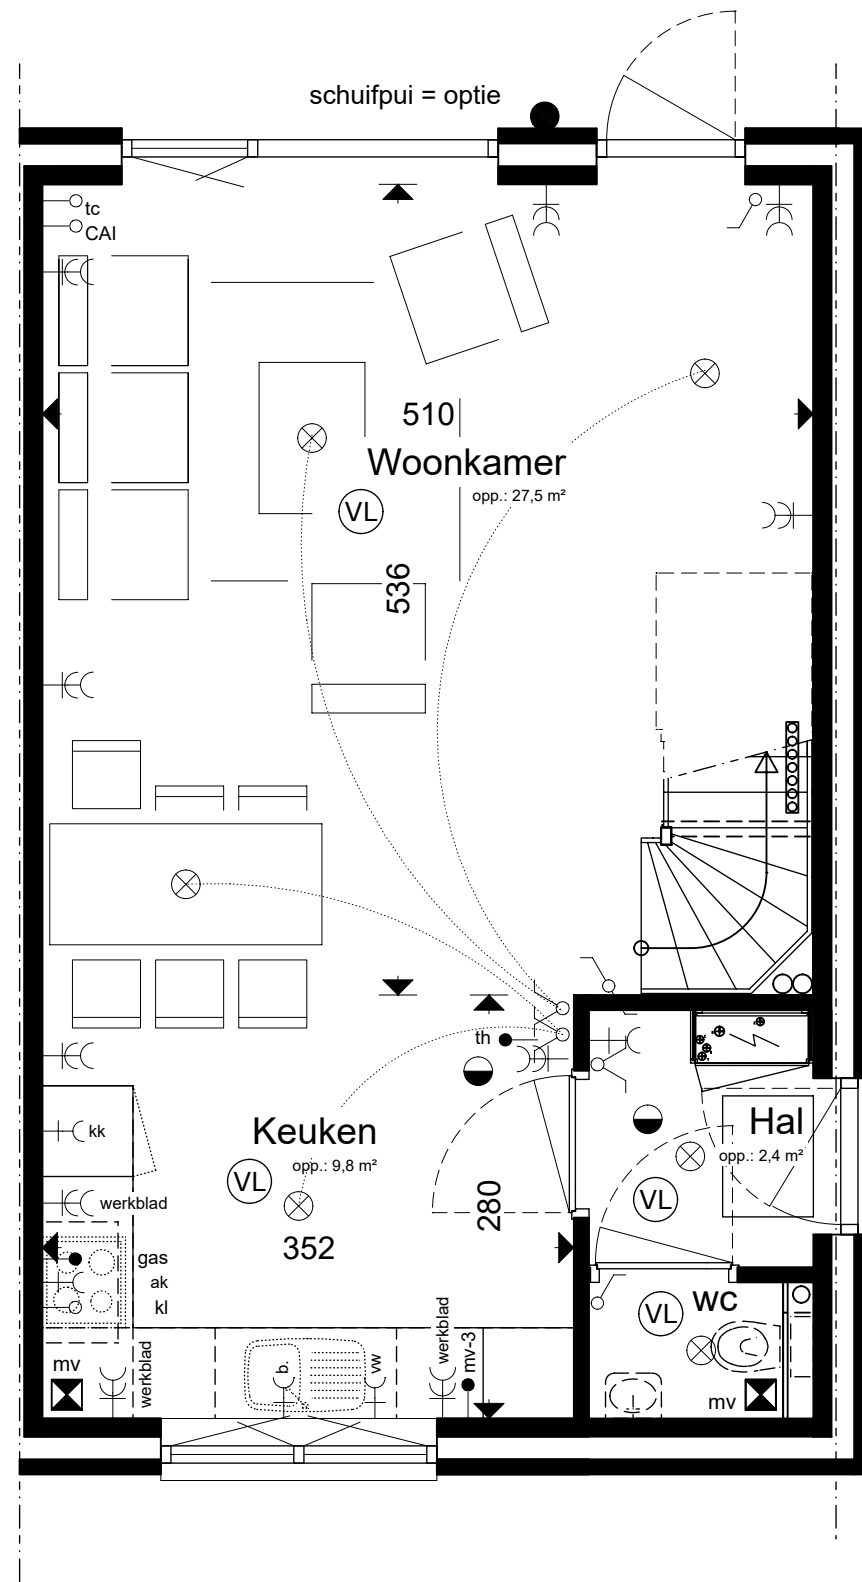 schuifpui = optie
tc
CAI
510
Woonkamer
opp.: 27,5 m²
VL
536
th
Keuken
opp.: 9,8 m²
VL
352
280
Hal
opp.: 2,4 m²
VL
kk
werkblad
gas
ak
kl
mv
werkblad
b.
vw
werkblad
mv-3
VL
wc
mv